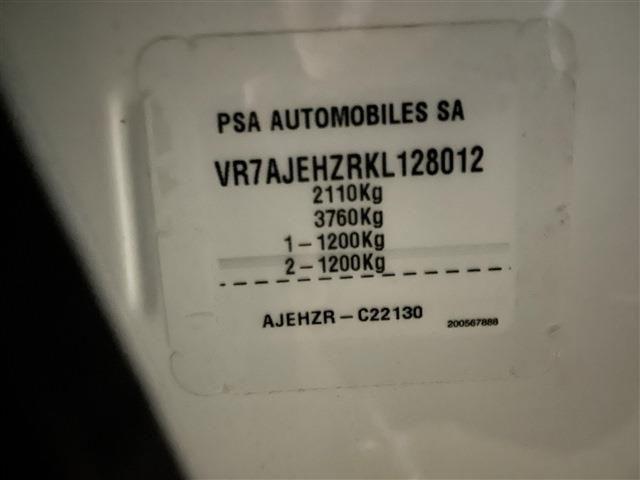 PSA AUTOMOBILES SA
VR7AJEHZRKL128012
2110Kg
3760Kg
1-1200Kg
2-1200Kg
AJEHZR-C22130
200567888